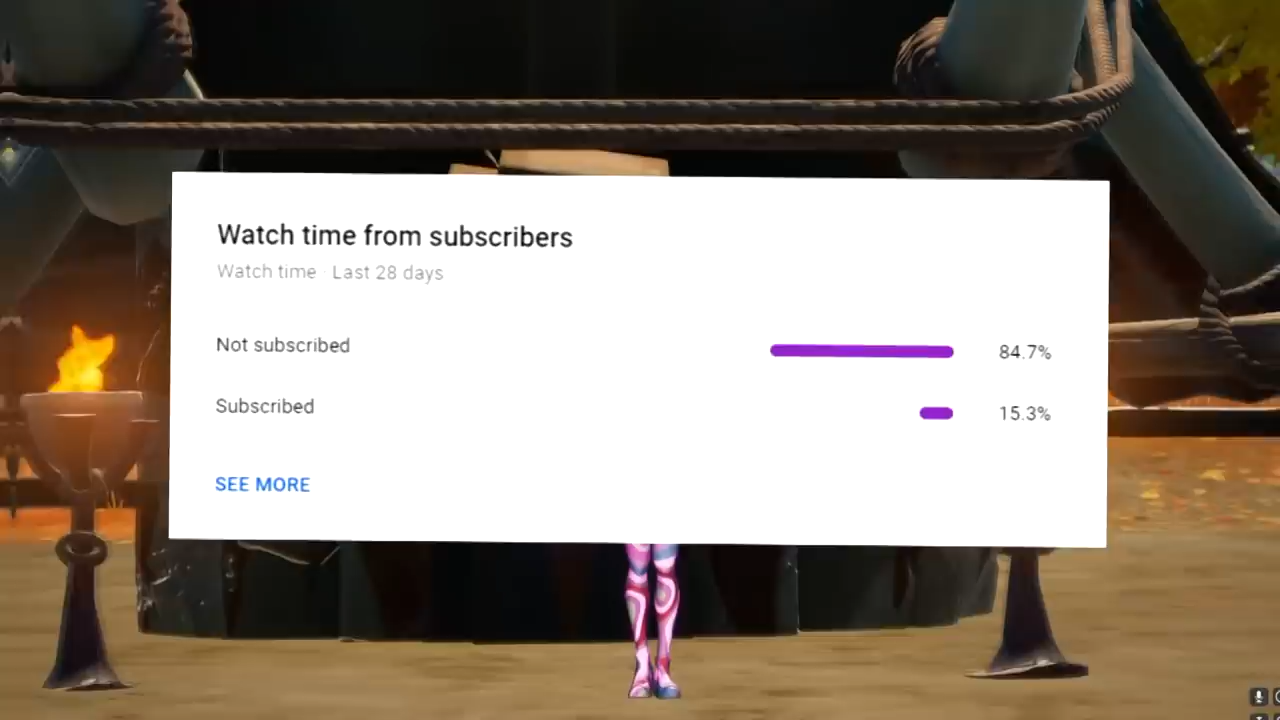 Watch time from subscribers
Watch time · Last 28 days
Not subscribed 84.7%
Subscribed 15.3%
SEE MORE